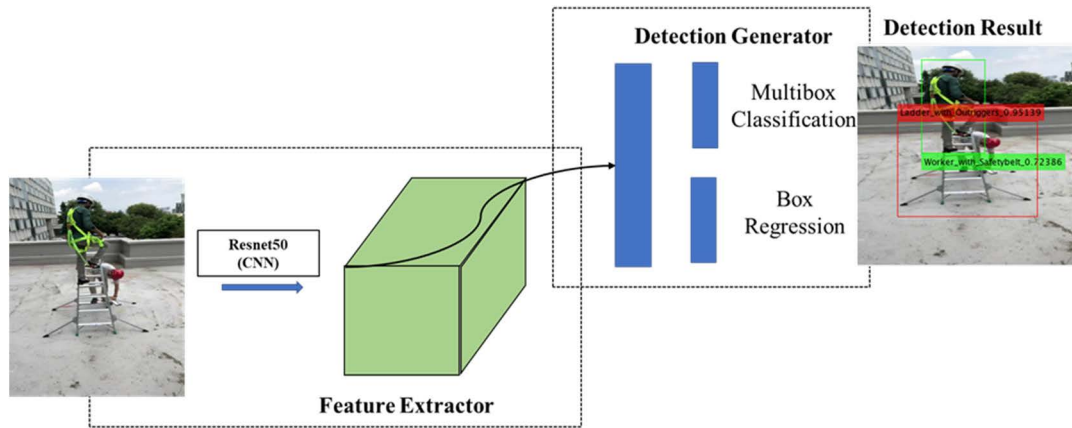 Detection Generator
Detection Result
Multibox
Classification
Box
Regression
Ladder_with_Outriggers_0.95139
Worker_with_Safetybelt_0.72386
Resnet50
(CNN)
Feature Extractor